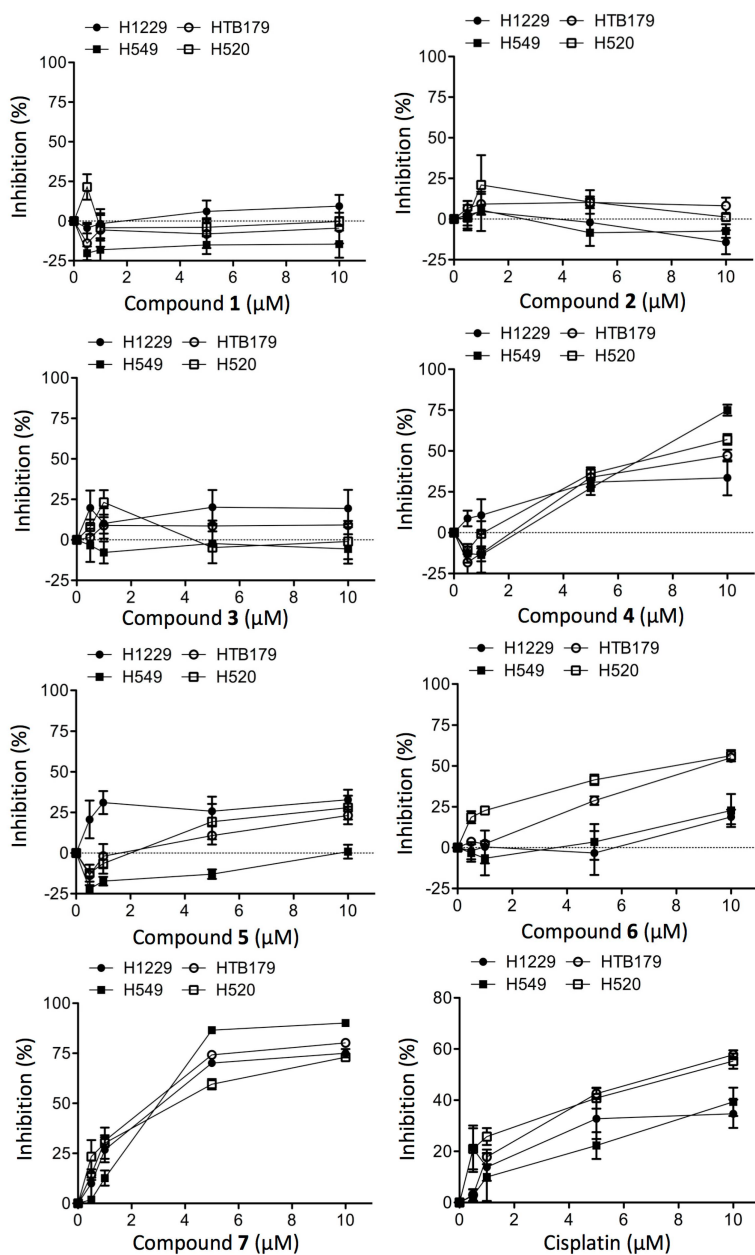 H1229 HTB179
H549 H520
100
75
50
25
0
-25
Inhibition (%)
0 2 4 6 8 10
Compound 1 (µM)
H1229 HTB179
H549 H520
100
75
50
25
0
-25
Inhibition (%)
0 2 4 6 8 10
Compound 2 (µM)
H1229 HTB179
H549 H520
100
75
50
25
0
-25
Inhibition (%)
0 2 4 6 8 10
Compound 3 (µM)
H1229 HTB179
H549 H520
100
75
50
25
0
-25
Inhibition (%)
0 2 4 6 8 10
Compound 4 (µM)
H1229 HTB179
H549 H520
100
75
50
25
0
-25
Inhibition (%)
0 2 4 6 8 10
Compound 5 (µM)
H1229 HTB179
H549 H520
100
75
50
25
0
-25
Inhibition (%)
0 2 4 6 8 10
Compound 6 (µM)
H1229 HTB179
H549 H520
100
75
50
25
0
Inhibition (%)
0 2 4 6 8 10
Compound 7 (µM)
H1229 HTB179
H549 H520
80
60
40
20
0
Inhibition (%)
0 2 4 6 8 10
Cisplatin (µM)